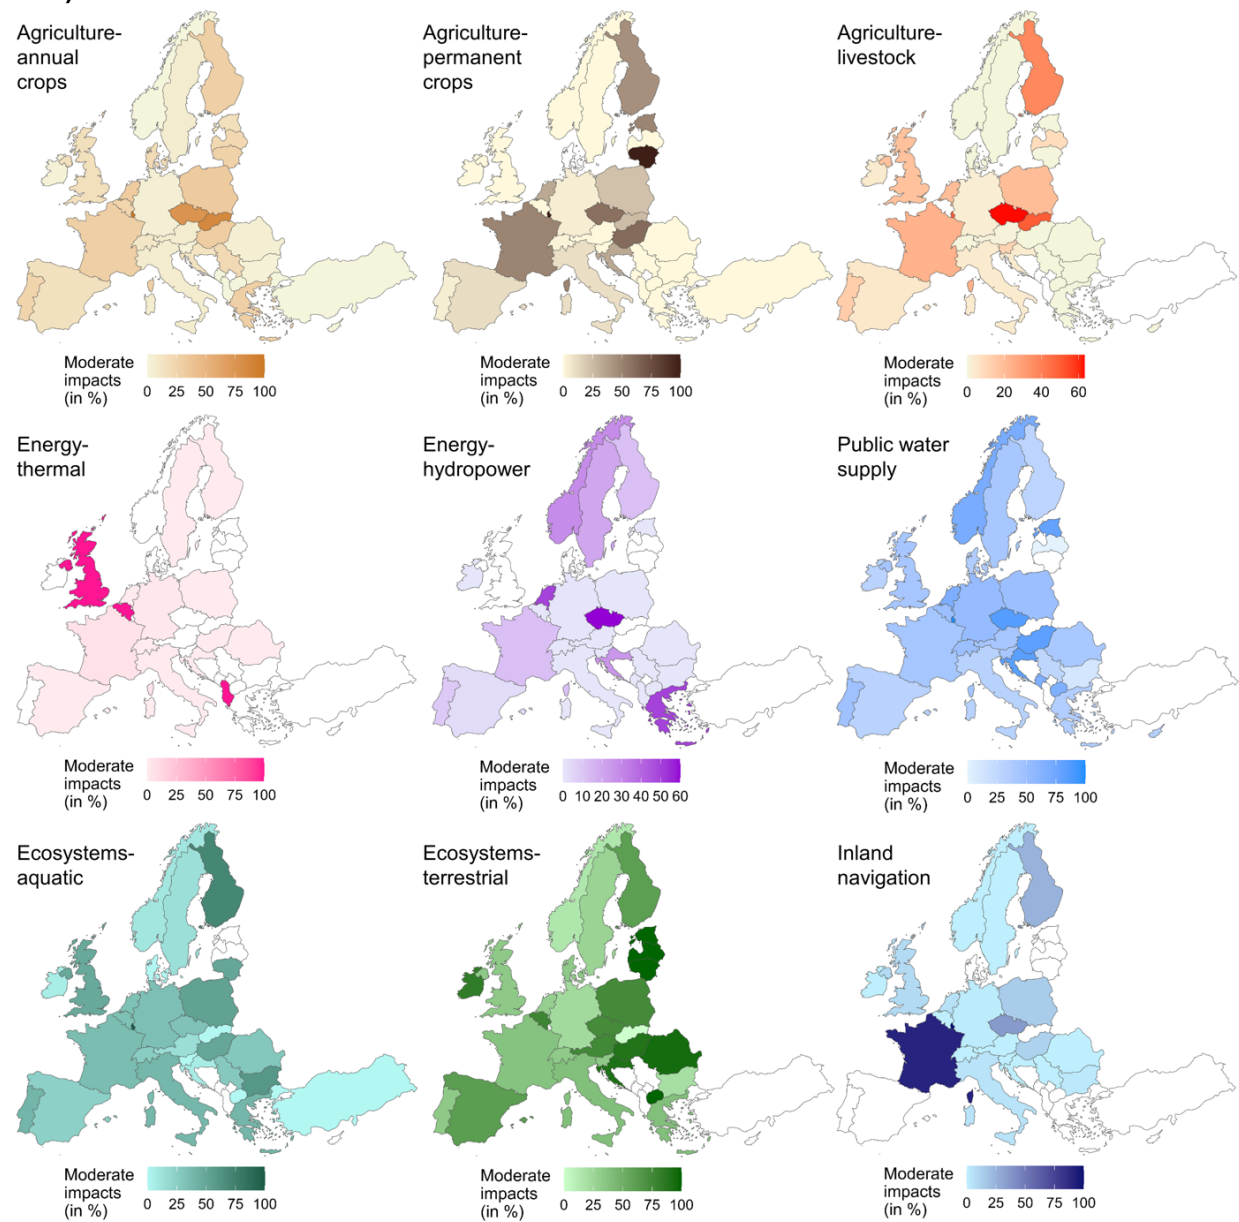 Agriculture-
annual
crops
Agriculture-
permanent
crops
Agriculture-
livestock
Moderate
impacts
(in %)
0 25 50 75 100
Moderate
impacts
(in %)
0 25 50 75 100
Moderate
impacts
(in %)
0 20 40 60
Energy-
thermal
Energy-
hydropower
Public water
supply
Moderate
impacts
(in %)
0 25 50 75 100
Moderate
impacts
(in %)
0 10 20 30 40 50 60
Moderate
impacts
(in %)
0 25 50 75 100
Ecosystems-
aquatic
Ecosystems-
terrestrial
Inland
navigation
Moderate
impacts
(in %)
0 25 50 75 100
Moderate
impacts
(in %)
0 25 50 75 100
Moderate
impacts
(in %)
0 25 50 75 100